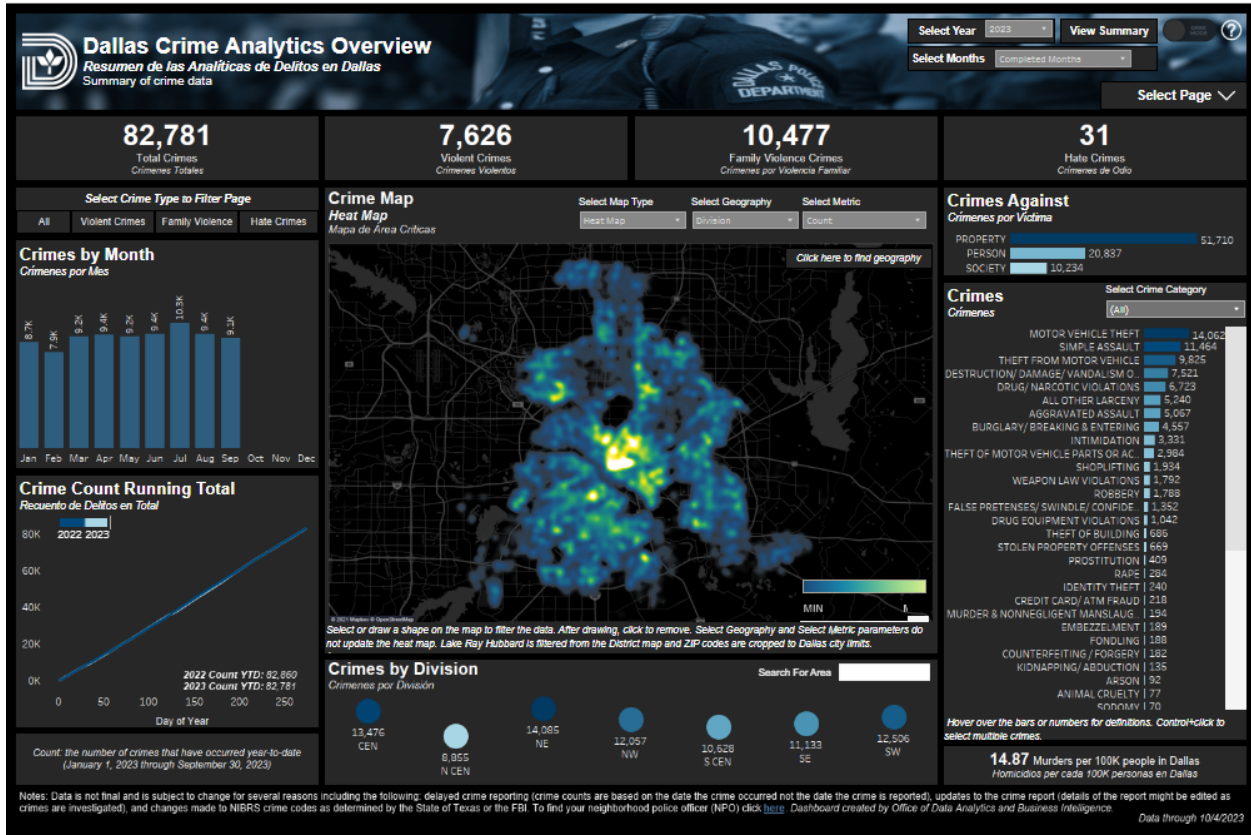 Dallas Crime Analytics Overview
Resumen de las Analíticas de Delitos en Dallas
Summary of crime data
DALLAS POLICE
DEPARTMENT
Select Year 2023
View Summary
?
Select Months Completed Months
Select Page
82,781
Total Crimes
Crimenes Totales
7,626
Violent Crimes
Crimenes Violentos
10,477
Family Violence Crimes
Crimenes por Violencia Familiar
31
Hate Crimes
Crimenes de Odio
Select Crime Type to Filter Page
All Violent Crimes Family Violence Hate Crimes
Crimes by Month
Crímenes por Mes
8.7K 7.9K 9.2K 9.4K 9.2K 9.4K 10.3K 9.4K 9.1K
Jan Feb Mar Apr May Jun Jul Aug Sep Oct Nov Dec
Crime Count Running Total
Recuento de Delitos en Total
2022 2023
80K
60K
40K
20K
0K
2022 Count YTD: 82,860
2023 Count YTD: 82,781
0 50 100 150 200 250
Day of Year
Count: the number of crimes that have occurred year-to-date
(January 1, 2023 through September 30, 2023)
Crime Map
Heat Map
Mapa de Area Críticas
Select Map Type Select Geography Select Metric
Heat Map Division Count
Click here to find geography
MIN
© 2021 Mapbox © OpenStreetMap
Select or draw a shape on the map to filter the data. After drawing, click to remove. Select Geography and Select Metric parameters do
not update the heat map. Lake Ray Hubbard is filtered from the District map and ZIP codes are cropped to Dallas city limits.
Crimes by Division
Crimenes por División
Search For Area
13,476
CEN
8,855
N CEN
14,085
NE
12,057
NW
10,628
S CEN
11,133
SE
12,506
SW
Crimes Against
Crímenes por Víctima
PROPERTY 51,710
PERSON 20,837
SOCIETY 10,234
Crimes
Crímenes
Select Crime Category
(All)
MOTOR VEHICLE THEFT 14,062
SIMPLE ASSAULT 11,464
THEFT FROM MOTOR VEHICLE 9,825
DESTRUCTION/ DAMAGE/ VANDALISM O..  7,521
DRUG/ NARCOTIC VIOLATIONS 6,723
ALL OTHER LARCENY 5,240
AGGRAVATED ASSAULT 5,067
BURGLARY/ BREAKING & ENTERING 4,557
INTIMIDATION 3,331
THEFT OF MOTOR VEHICLE PARTS OR AC.. 2,984
SHOPLIFTING 1,934
WEAPON LAW VIOLATIONS 1,792
ROBBERY 1,788
FALSE PRETENSES/ SWINDLE/ CONFIDE.. 1,352
DRUG EQUIPMENT VIOLATIONS 1,042
THEFT OF BUILDING 686
STOLEN PROPERTY OFFENSES 669
PROSTITUTION 409
RAPE 284
IDENTITY THEFT 240
CREDIT CARD/ ATM FRAUD 218
MURDER & NONNEGLIGENT MANSLAUG.. 194
EMBEZZELMENT 189
FONDLING 188
COUNTERFEITING / FORGERY 182
KIDNAPPING/ ABDUCTION 135
ARSON 92
ANIMAL CRUELTY 77
SODOMY 70
Hover over the bars or numbers for definitions. Control+click to
select multiple crimes.
14.87 Murders per 100K people in Dallas
Homicidios per cada 100K personas en Dallas
Notes: Data is not final and is subject to change for several reasons including the following: delayed crime reporting (crime counts are based on the date the crime occurred not the date the crime is reported), updates to the crime report (details of the report might be edited as
crimes are investigated), and changes made to NIBRS crime codes as determined by the State of Texas or the FBI. To find your neighborhood police officer (NPO) click here. Dashboard created by Office of Data Analytics and Business Intelligence.
Data through 10/4/2023